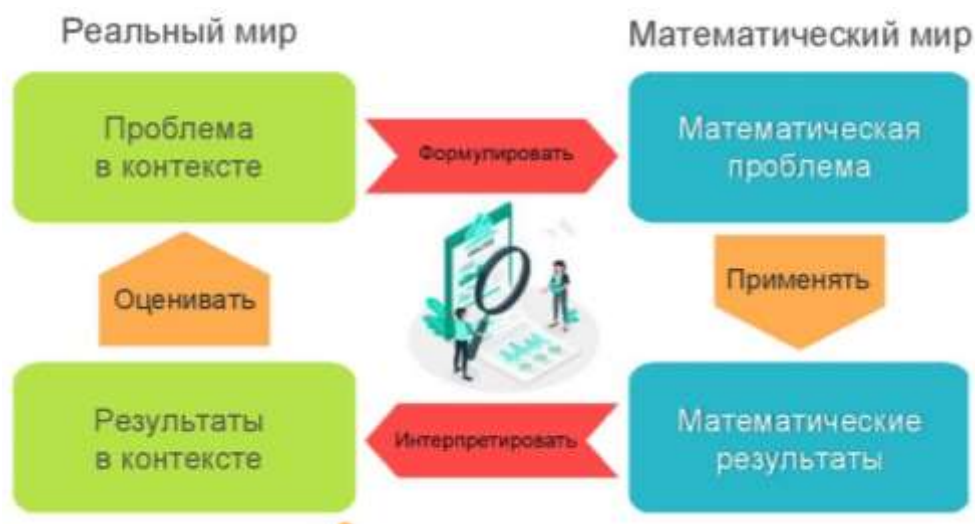 Реальный мир
Математический мир
Проблема
в контексте
Формулировать
Математическая
проблема
Оценивать
Применять
Результаты
в контексте
Интерпретировать
Математические
результаты